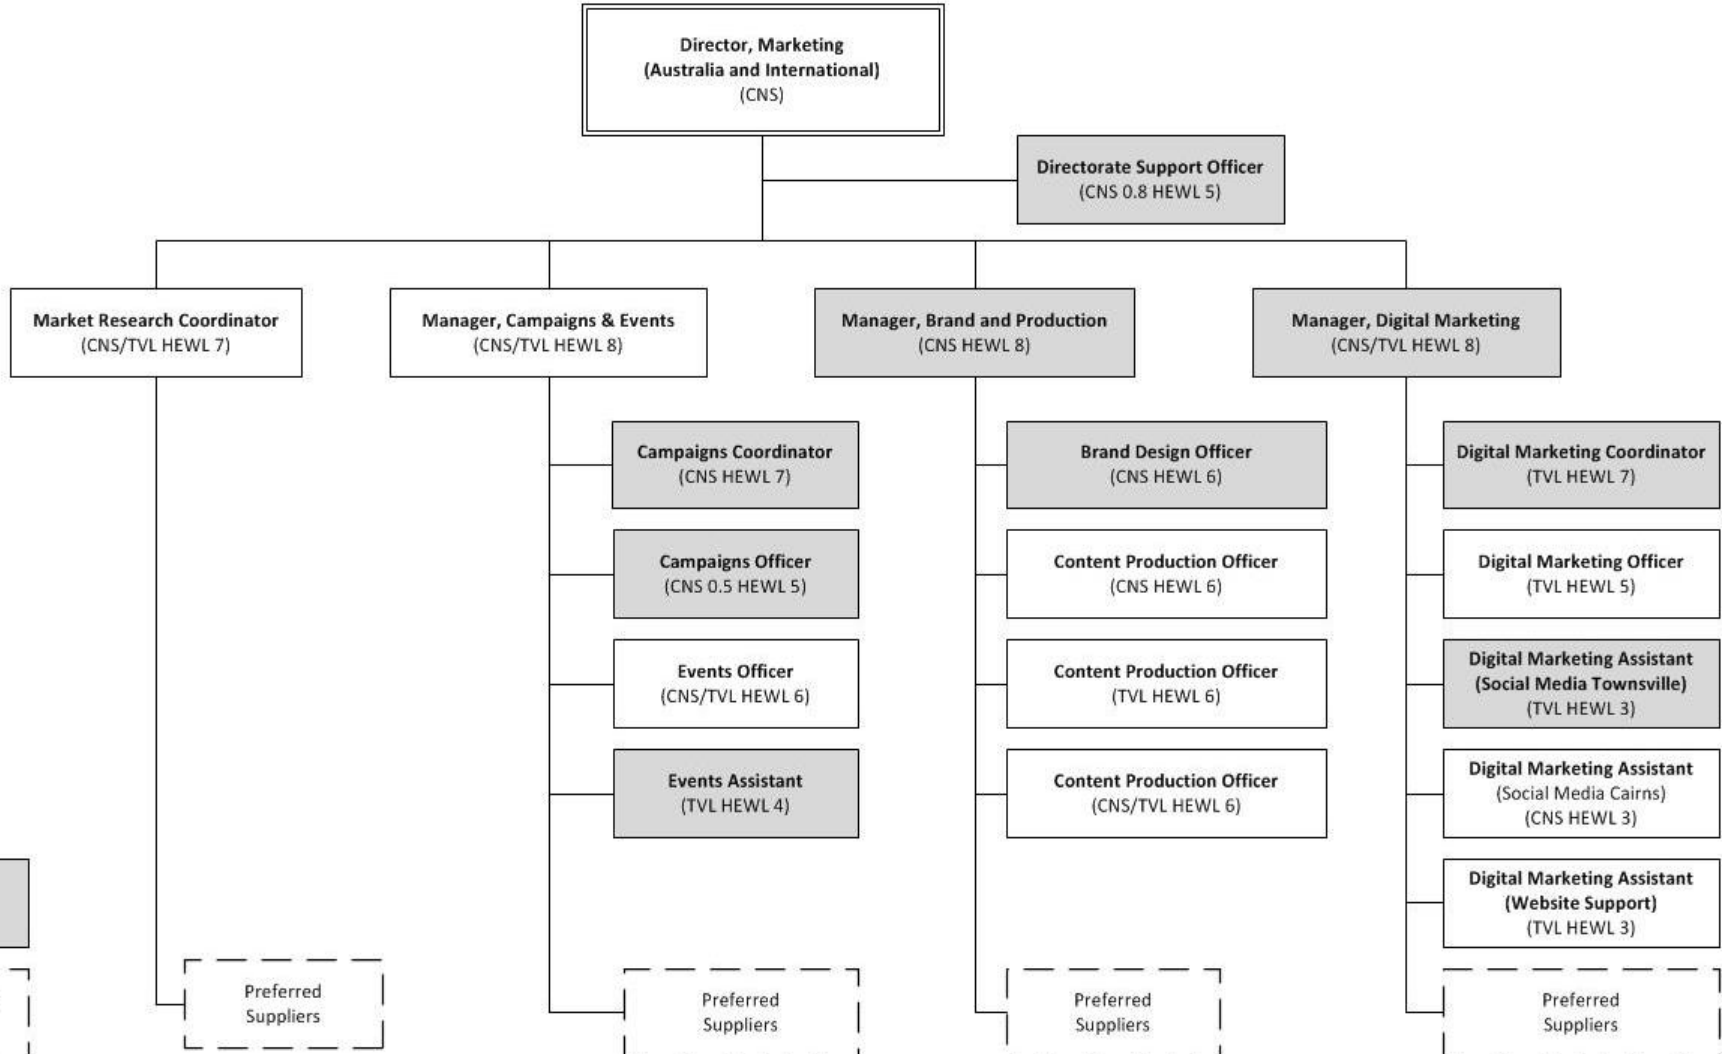 Director, Marketing
(Australia and International)
(CNS)
Directorate Support Officer
(CNS 0.8 HEWL 5)
Market Research Coordinator
(CNS/TVL HEWL 7)
Manager, Campaigns & Events
(CNS/TVL HEWL 8)
Manager, Brand and Production
(CNS HEWL 8)
Manager, Digital Marketing
(CNS/TVL HEWL 8)
Campaigns Coordinator
(CNS HEWL 7)
Campaigns Officer
(CNS 0.5 HEWL 5)
Events Officer
(CNS/TVL HEWL 6)
Events Assistant
(TVL HEWL 4)
Brand Design Officer
(CNS HEWL 6)
Content Production Officer
(CNS HEWL 6)
Content Production Officer
(TVL HEWL 6)
Content Production Officer
(CNS/TVL HEWL 6)
Digital Marketing Coordinator
(TVL HEWL 7)
Digital Marketing Officer
(TVL HEWL 5)
Digital Marketing Assistant
(Social Media Townsville)
(TVL HEWL 3)
Digital Marketing Assistant
(Social Media Cairns)
(CNS HEWL 3)
Digital Marketing Assistant
(Website Support)
(TVL HEWL 3)
Preferred
Suppliers
Preferred
Suppliers
Preferred
Suppliers
Preferred
Suppliers